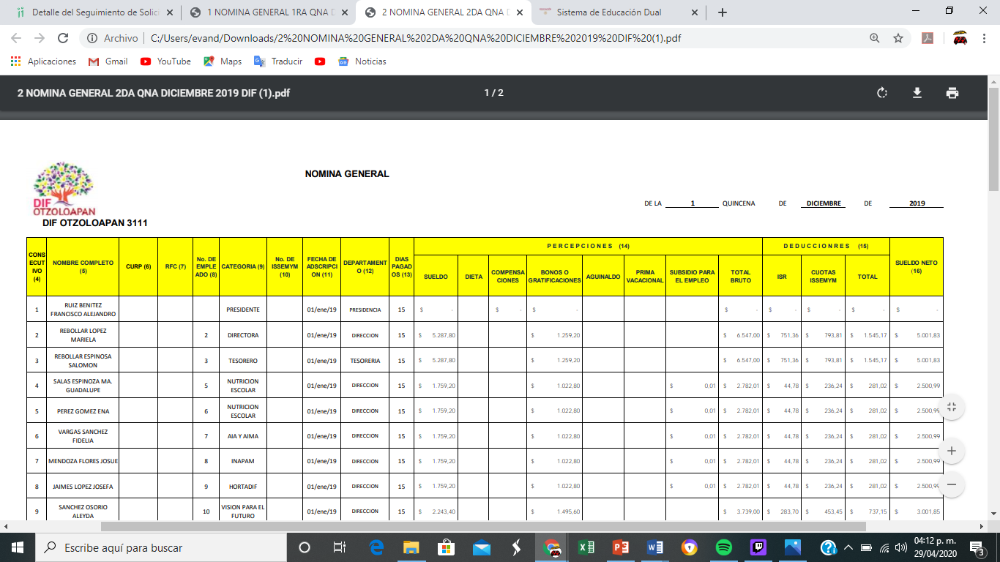 Detalle del Seguimiento de Solici
1 NOMINA GENERAL 1RA QNA D
2 NOMINA GENERAL 2DA QNA D
Sistema de Educación Dual
Archivo | C:/Users/evand/Downloads/2%20NOMINA%20GENERAL%202DA%20QNA%20DICIEMBRE%202019%20DIF%20(1).pdf
Aplicaciones Gmail YouTube Maps Traducir Noticias
2 NOMINA GENERAL 2DA QNA DICIEMBRE 2019 DIF (1).pdf 1 / 2
NOMINA GENERAL
DIF
OTZOLOAPAN
DE LA 1 QUINCENA DE DICIEMBRE DE 2019
DIF OTZOLOAPAN 3111
CONS
ECUT
IVO
(4)
NOMBRE COMPLETO
(5)
CURP (6)
RFC (7)
No. DE
EMPLE
ADO (8)
CATEGORIA (9)
No. DE
ISSEMYM
(10)
FECHA DE
ADSCRIPCI
ON (11)
DEPARTAMENT
O (12)
DIAS
PAGAD
OS (13)
PERCEPCIONES (14)
SUELDO
DIETA
COMPENSA
CIONES
BONOS O
GRATIFICACIONES
AGUINALDO
PRIMA
VACACIONAL
SUBSIDIO PARA
EL EMPLEO
TOTAL
BRUTO
DEDUCCIONRES (15)
ISR
CUOTAS
ISSEMYM
TOTAL
SUELDO NETO
(16)
1 RUIZ BENITEZ
FRANCISCO ALEJANDRO
PRESIDENTE 01/ene/19 PRESIDENCIA 15 $ - $ - $ - $ - $ - $ - $ - $ -
2 REBOLLAR LOPEZ
MARIELA
2 DIRECTORA 01/ene/19 DIRECCION 15 $ 5.287,80 $ 1.259,20 $ 6.547,00 $ 751,36 $ 793,81 $ 1.545,17 $ 5.001,83
3 REBOLLAR ESPINOSA
SALOMON
3 TESORERO 01/ene/19 TESORERIA 15 $ 5.287,80 $ 1.259,20 $ 6.547,00 $ 751,36 $ 793,81 $ 1.545,17 $ 5.001,83
4 SALAS ESPINOZA MA.
GUADALUPE
5 NUTRICION
ESCOLAR
01/ene/19 DIRECCION 15 $ 1.759,20 $ 1.022,80 $ 0,01 $ 2.782,01 $ 44,78 $ 236,24 $ 281,02 $ 2.500,99
5 PEREZ GOMEZ ENA 6 NUTRICION
ESCOLAR
01/ene/19 DIRECCION 15 $ 1.759,20 $ 1.022,80 $ 0,01 $ 2.782,01 $ 44,78 $ 236,24 $ 281,02 $ 2.500,99
6 VARGAS SANCHEZ
FIDELIA
7 AIA Y AIMA 01/ene/19 DIRECCION 15 $ 1.759,20 $ 1.022,80 $ 0,01 $ 2.782,01 $ 44,78 $ 236,24 $ 281,02 $ 2.500,99
7 MENDOZA FLORES JOSUE 8 INAPAM 01/ene/19 DIRECCION 15 $ 1.759,20 $ 1.022,80 $ 0,01 $ 2.782,01 $ 44,78 $ 236,24 $ 281,02 $ 2.500,99
8 JAIMES LOPEZ JOSEFA 9 HORTADIF 01/ene/19 DIRECCION 15 $ 1.759,20 $ 1.022,80 $ 0,01 $ 2.782,01 $ 44,78 $ 236,24 $ 281,02 $ 2.500,99
9 SANCHEZ OSORIO
ALEYDA
10 VISION PARA EL
FUTURO
01/ene/19 DIRECCION 15 $ 2.243,40 $ 1.495,60 $ 3.739,00 $ 283,70 $ 453,45 $ 737,15 $ 3.001,85
Escribe aquí para buscar
04:12 p. m.
29/04/2020
3